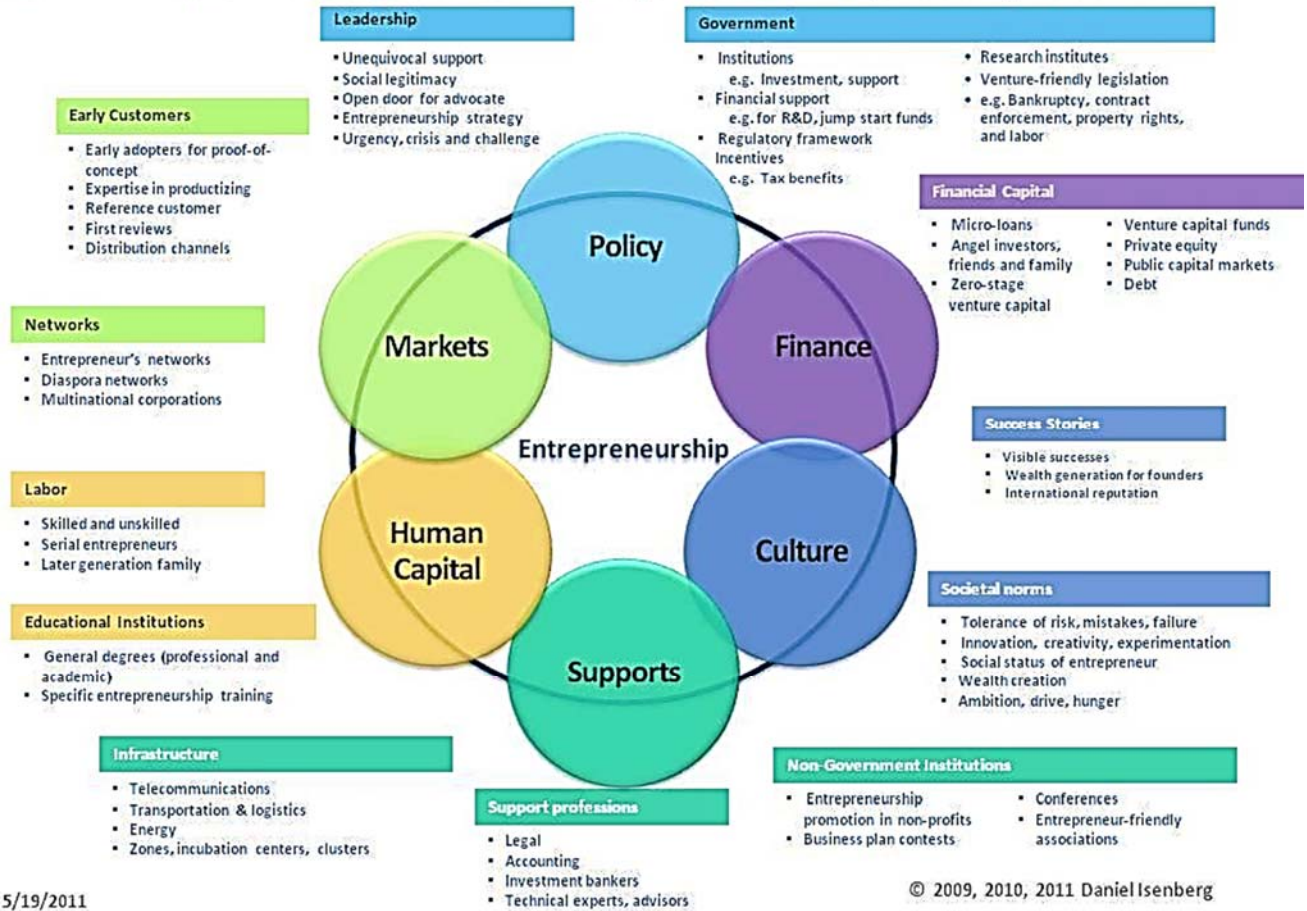 Leadership
▪ Unequivocal support
▪ Social legitimacy
▪ Open door for advocate
▪ Entrepreneurship strategy
▪ Urgency, crisis and challenge
Government
▪ Institutions
e.g. Investment, support
▪ Financial support
e.g. for R&D, jump start funds
▪ Regulatory framework
Incentives
e.g. Tax benefits
• Research institutes
• Venture-friendly legislation
• e.g. Bankruptcy, contract
enforcement, property rights,
and labor
Early Customers
▪ Early adopters for proof-of-
concept
▪ Expertise in productizing
▪ Reference customer
▪ First reviews
▪ Distribution channels
Financial Capital
▪ Micro-loans
▪ Angel investors,
friends and family
▪ Zero-stage
venture capital
▪ Venture capital funds
▪ Private equity
▪ Public capital markets
▪ Debt
Networks
▪ Entrepreneur's networks
▪ Diaspora networks
▪ Multinational corporations
Policy
Markets
Finance
Entrepreneurship
Human
Capital
Culture
Supports
Success Stories
▪ Visible successes
▪ Wealth generation for founders
▪ International reputation
Labor
▪ Skilled and unskilled
▪ Serial entrepreneurs
▪ Later generation family
Societal norms
▪ Tolerance of risk, mistakes, failure
▪ Innovation, creativity, experimentation
▪ Social status of entrepreneur
▪ Wealth creation
▪ Ambition, drive, hunger
Educational Institutions
▪ General degrees (professional and
academic)
▪ Specific entrepreneurship training
Infrastructure
▪ Telecommunications
▪ Transportation & logistics
▪ Energy
▪ Zones, incubation centers, clusters
Support professions
▪ Legal
▪ Accounting
▪ Investment bankers
▪ Technical experts, advisors
Non-Government Institutions
▪ Entrepreneurship
promotion in non-profits
▪ Business plan contests
▪ Conferences
▪ Entrepreneur-friendly
associations
5/19/2011
© 2009, 2010, 2011 Daniel Isenberg